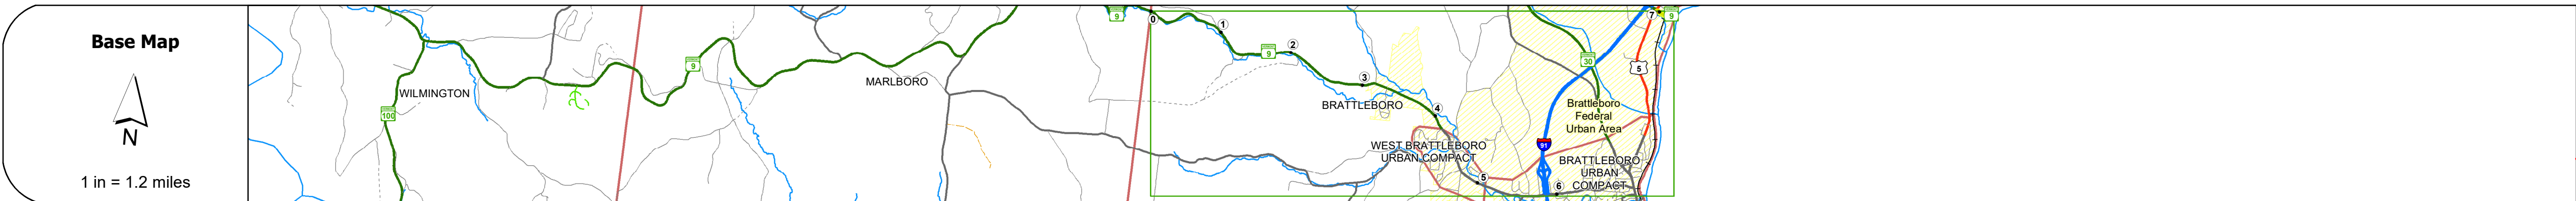 Base Map
N
1 in = 1.2 miles
WILMINGTON
100
9
MARLBORO
9
0
1
9
2
3
BRATTLEBORO
4
WEST BRATTLEBORO
URBAN COMPACT
5
91
6
Brattleboro
Federal
Urban Area
BRATTLEBORO
URBAN
COMPACT
30
5
7
9